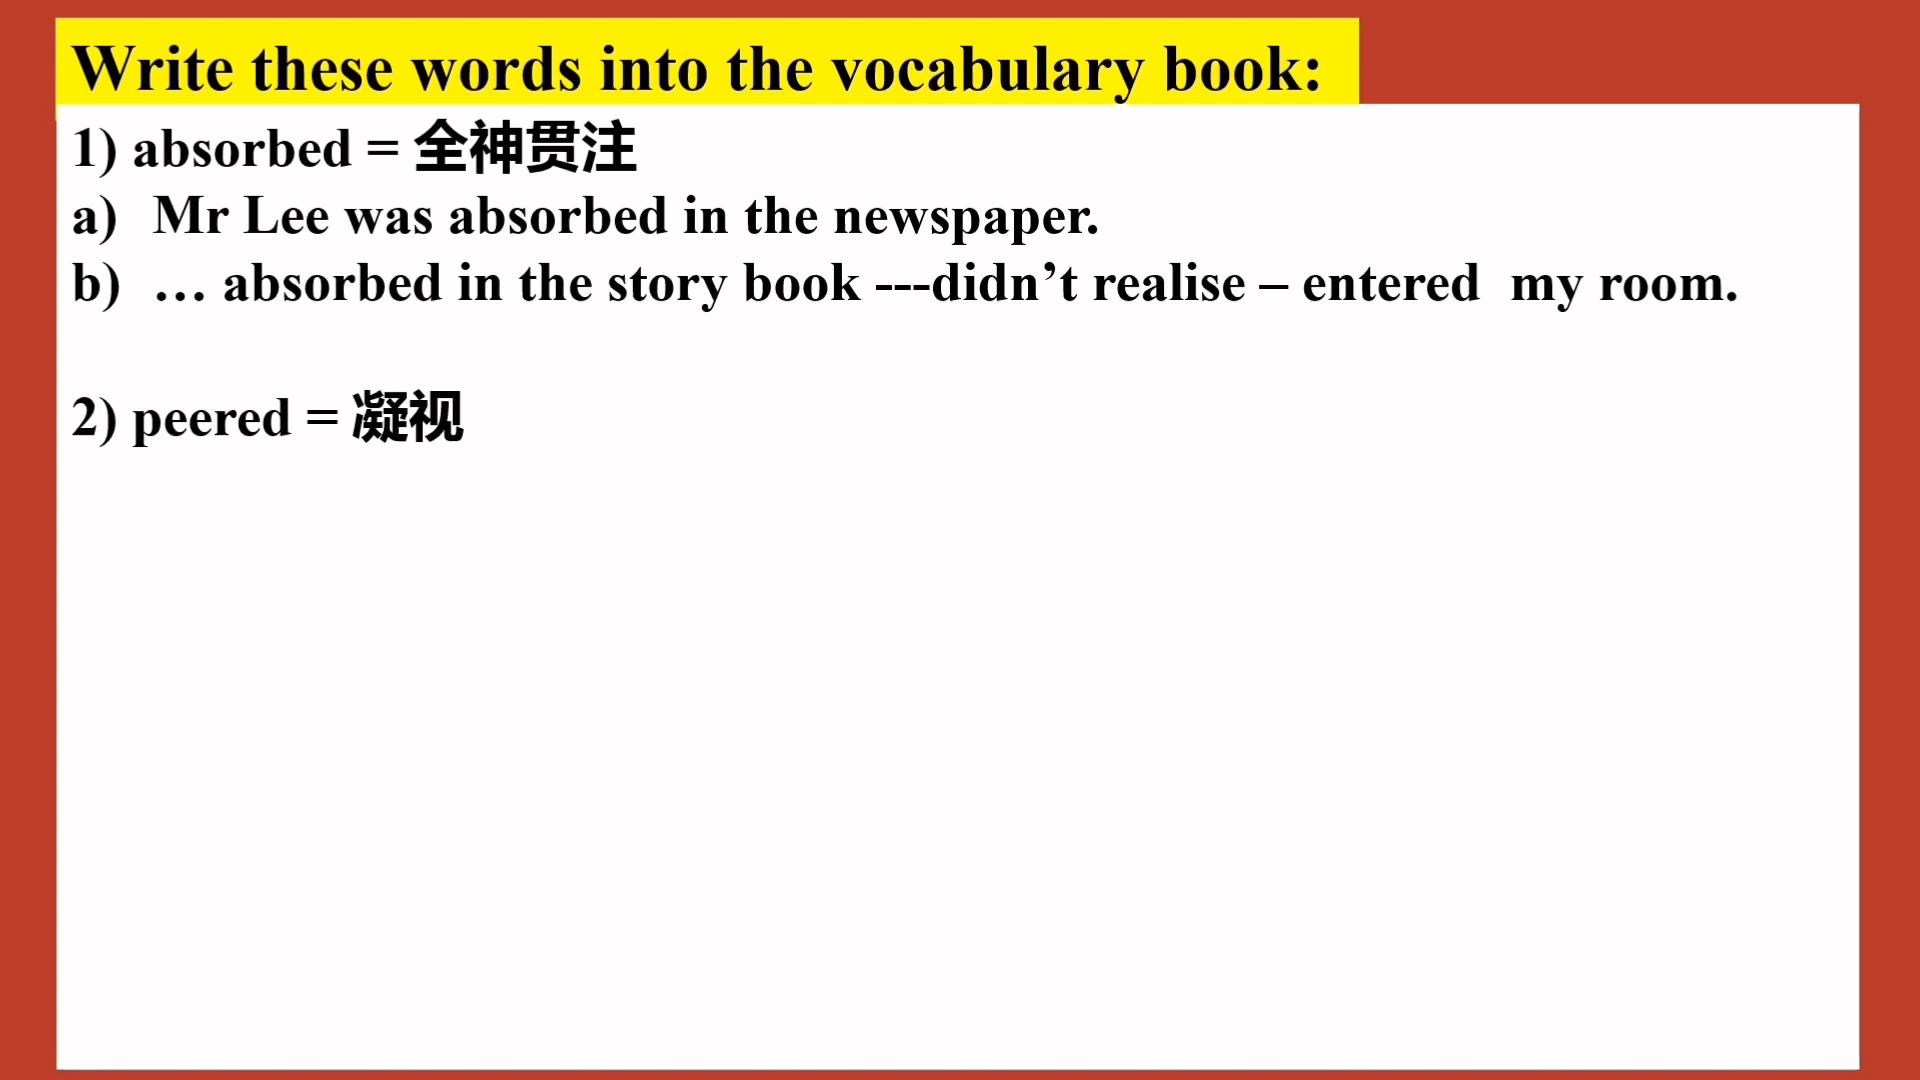 Write these words into the vocabulary book:
1) absorbed = 全神贯注
a) Mr Lee was absorbed in the newspaper.
b) … absorbed in the story book ---didn’t realise – entered  my room.
2) peered = 凝视